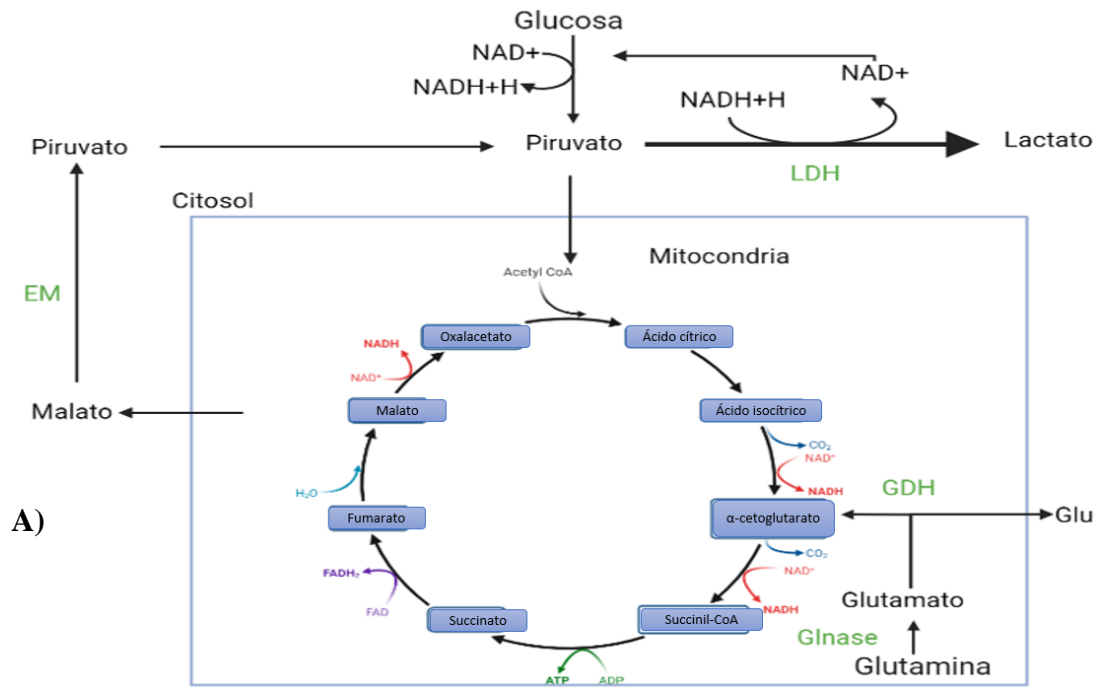 Glucosa
NAD+
NADH+H
NAD+
NADH+H
Piruvato
Piruvato
Lactato
LDH
Citosol
Mitocondria
Acetyl CoA
EM
Oxalacetato
Ácido cítrico
NADH
NAD⁺
Malato
Malato
Ácido isocítrico
CO₂
NAD⁺
NADH
GDH
H₂O
A)
Fumarato
α-cetoglutarato
Glu
CO₂
FADH₂
NAD⁺
FAD
NADH
Glutamato
Succinato
Succinil-CoA
Glnase
Glutamina
ATP
ADP